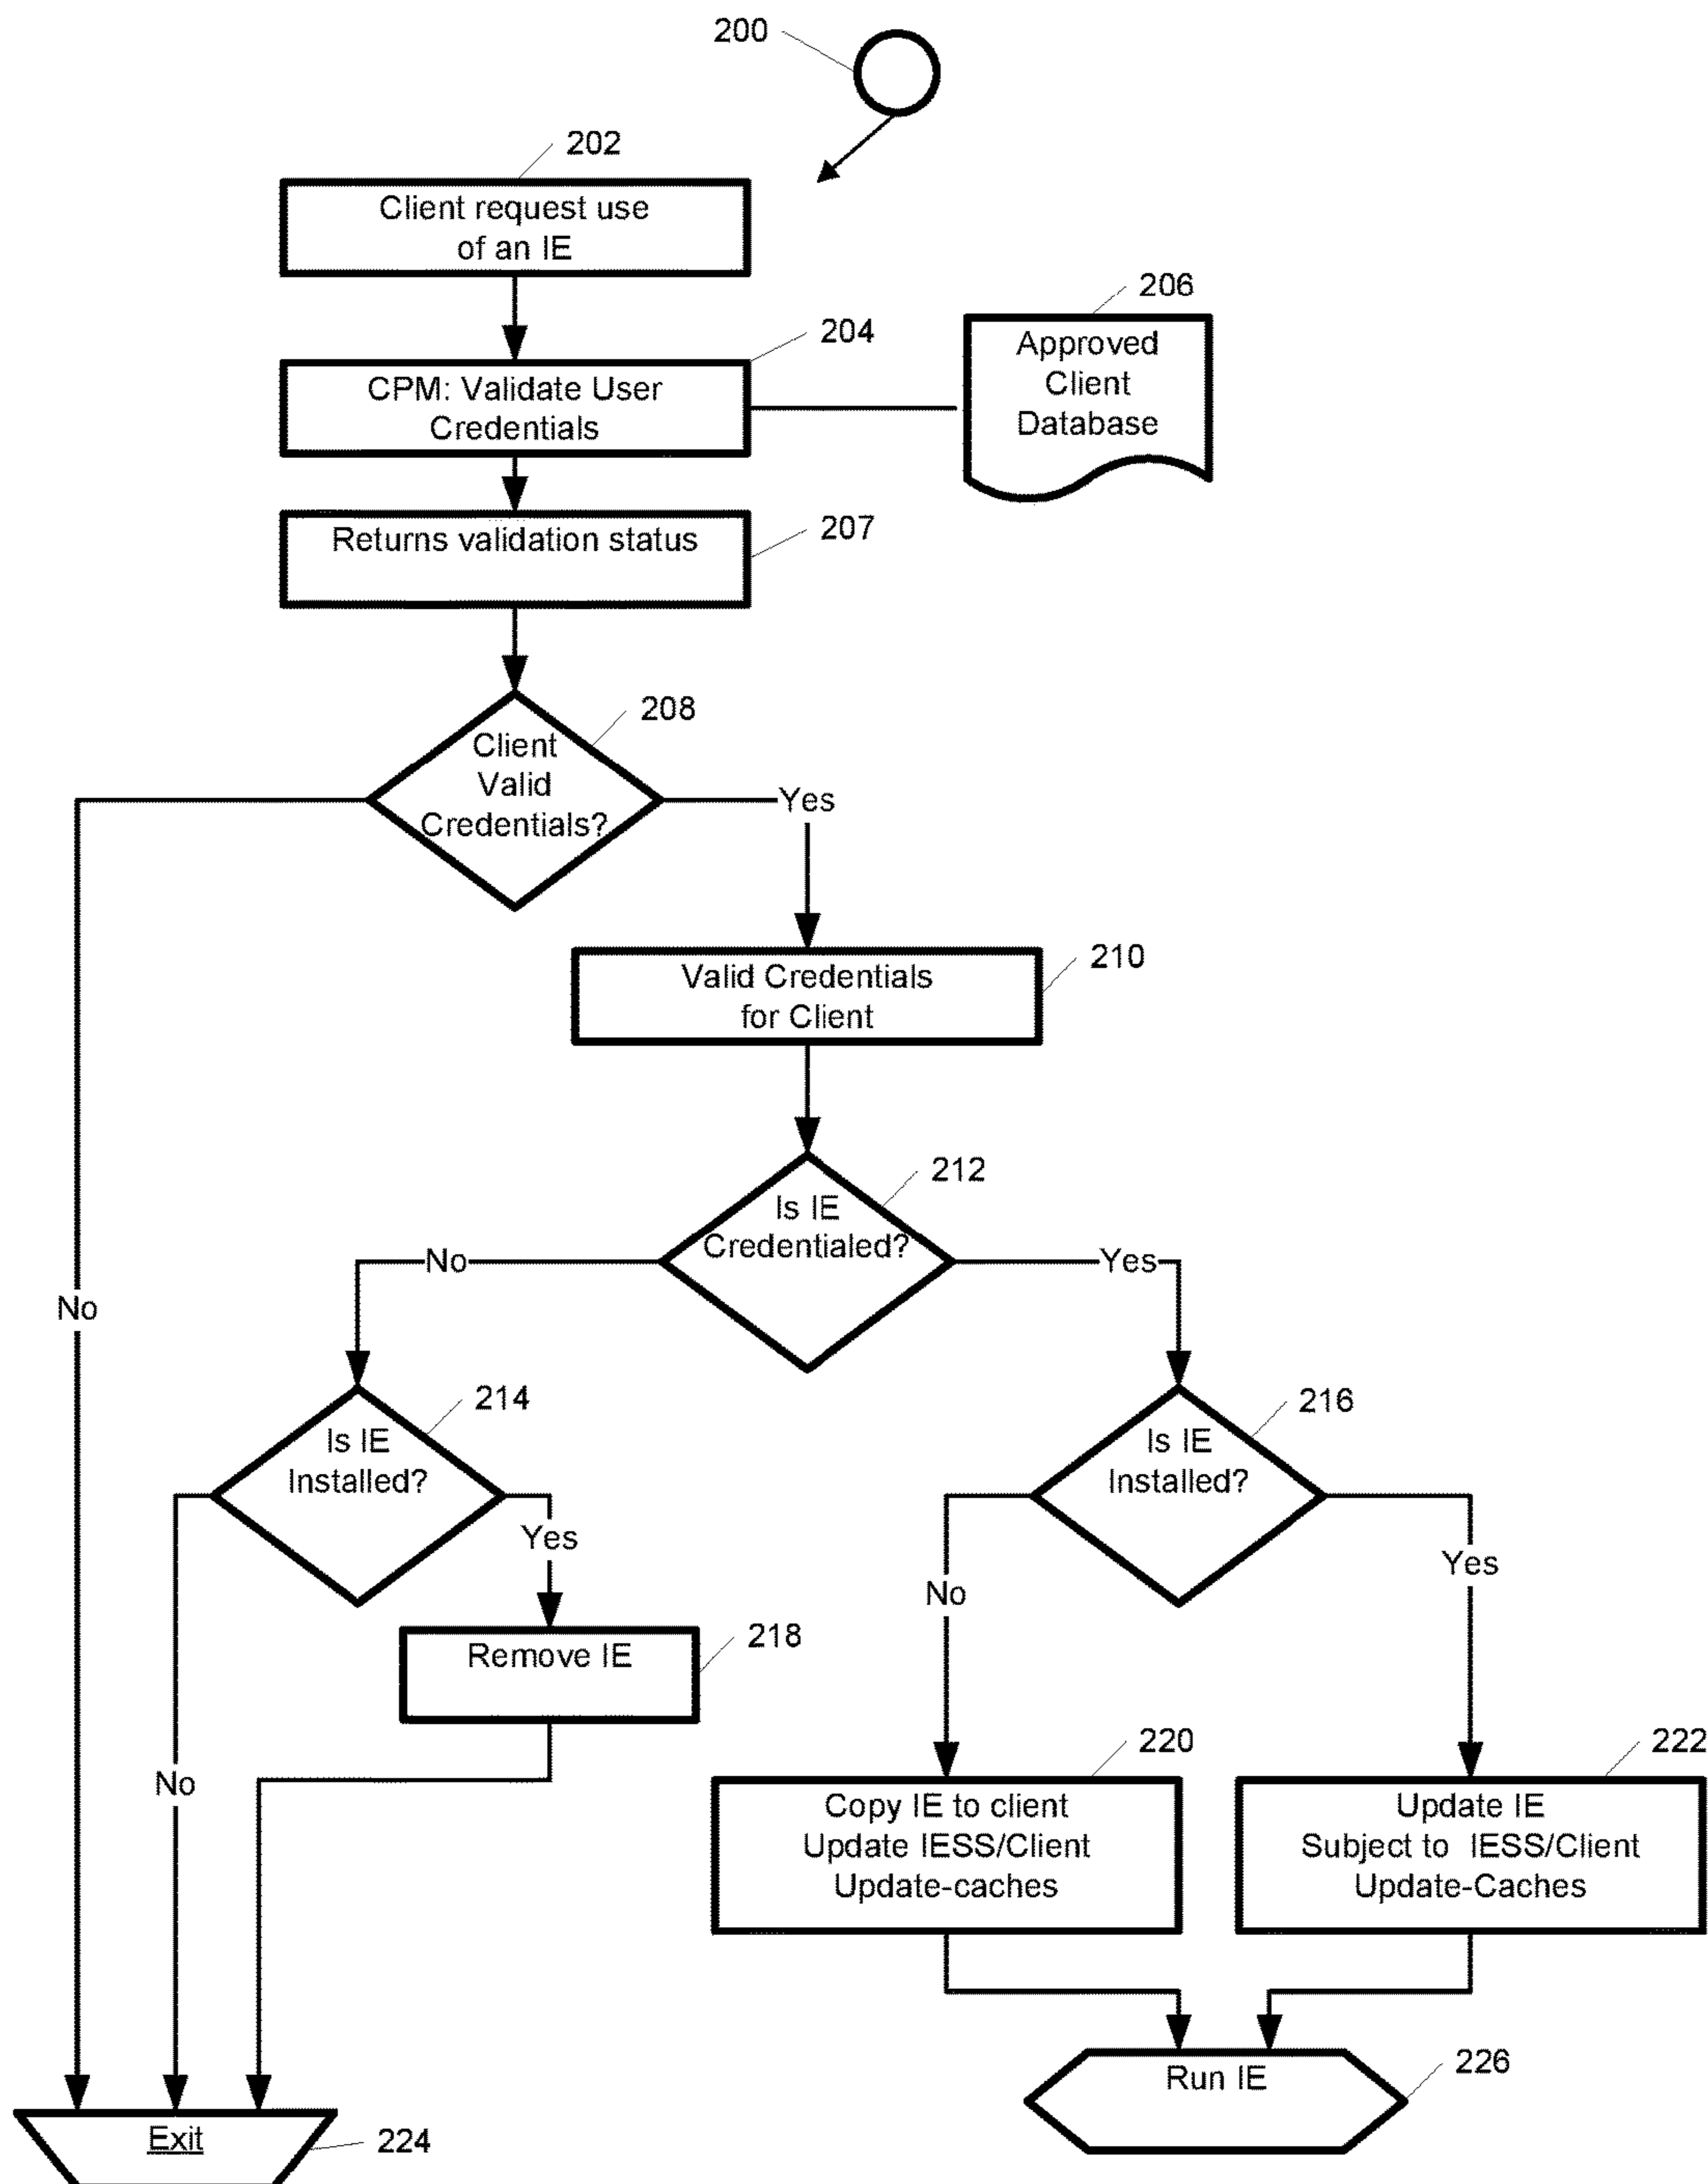 200
202
Client request use
of an IE
206
Approved
Client
Database
204
CPM: Validate User
Credentials
207
Returns validation status
208
Client
Valid
Credentials?
Yes
210
Valid Credentials
for Client
212
Is IE
Credentialed?
No
Yes
No
214
Is IE
Installed?
216
Is IE
Installed?
Yes
Yes
No
218
Remove IE
No
220
Copy IE to client
Update IESS/Client
Update-caches
222
Update IE
Subject to IESS/Client
Update-Caches
Run IE
226
Exit
224